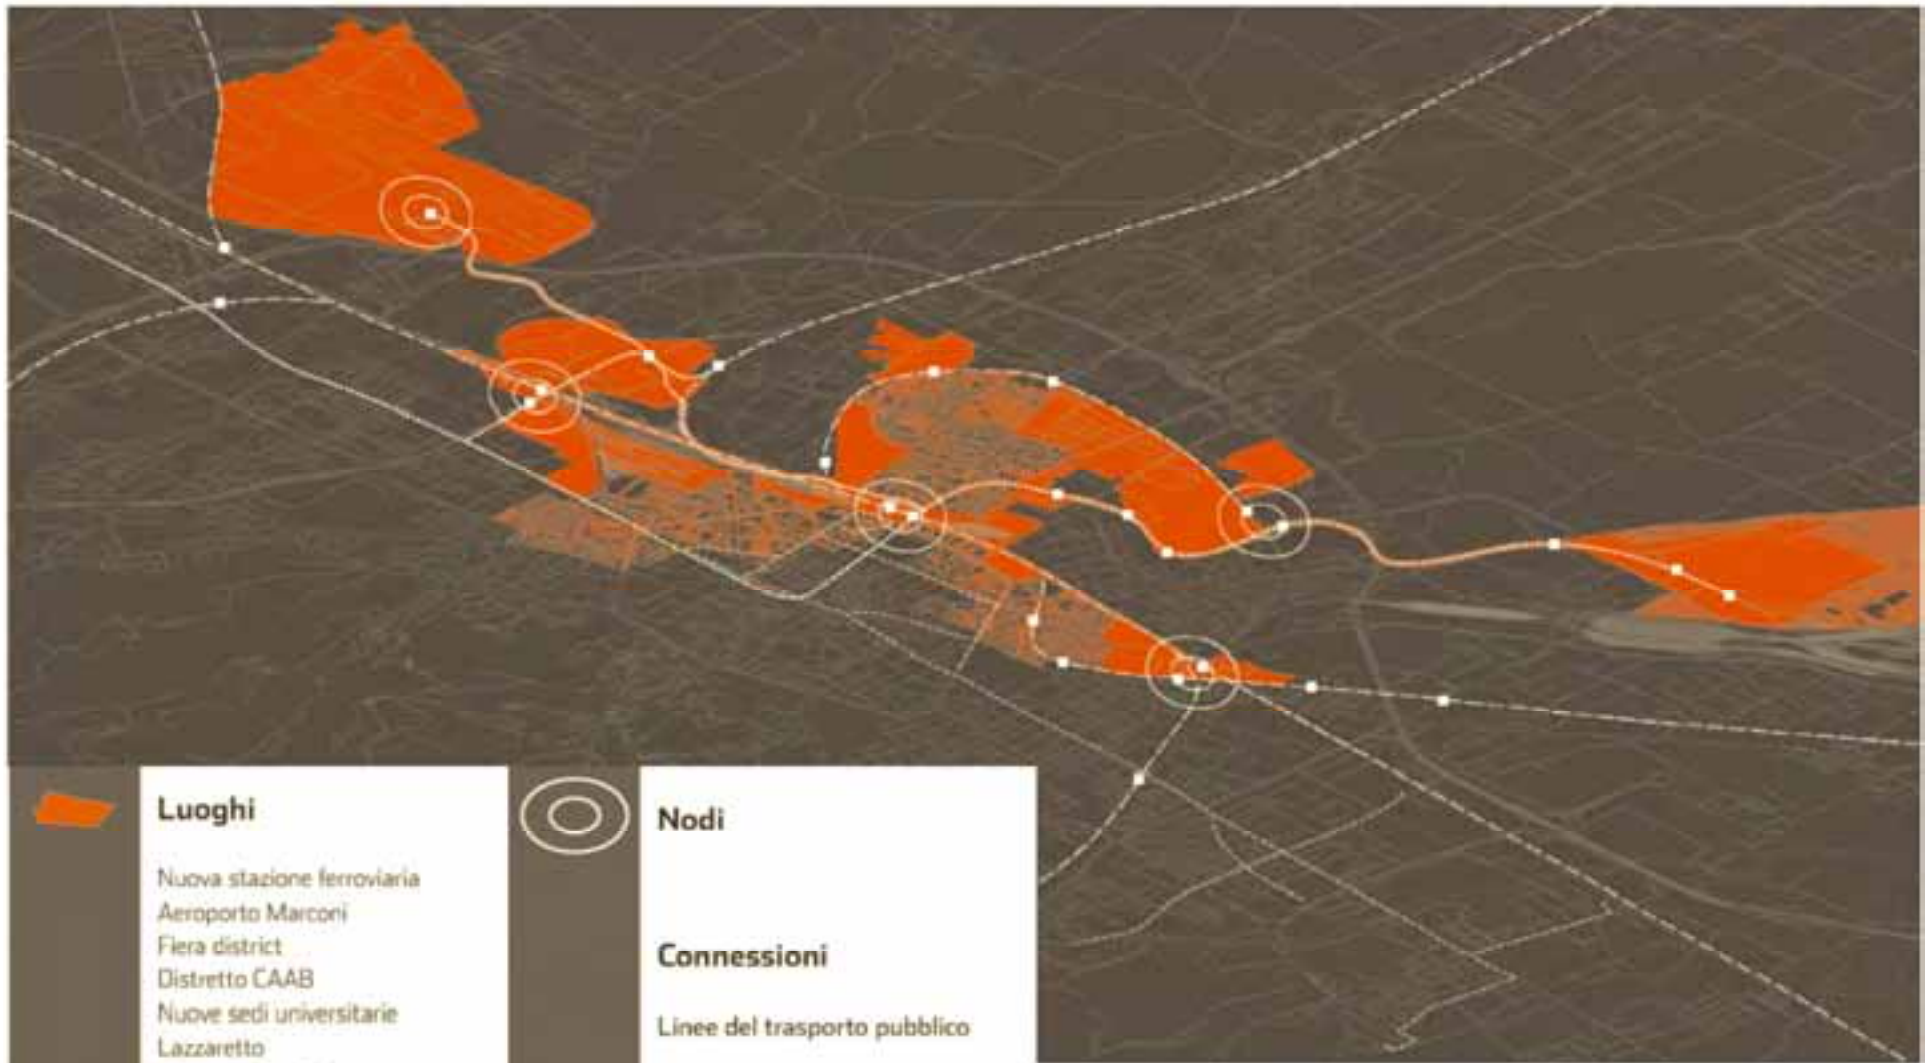 Luoghi
Nuova stazione ferroviaria
Aeroporto Marconi
Fiera district
Distretto CAAB
Nuove sedi universitarie
Lazzaretto
Nodi
Connessioni
Linee del trasporto pubblico